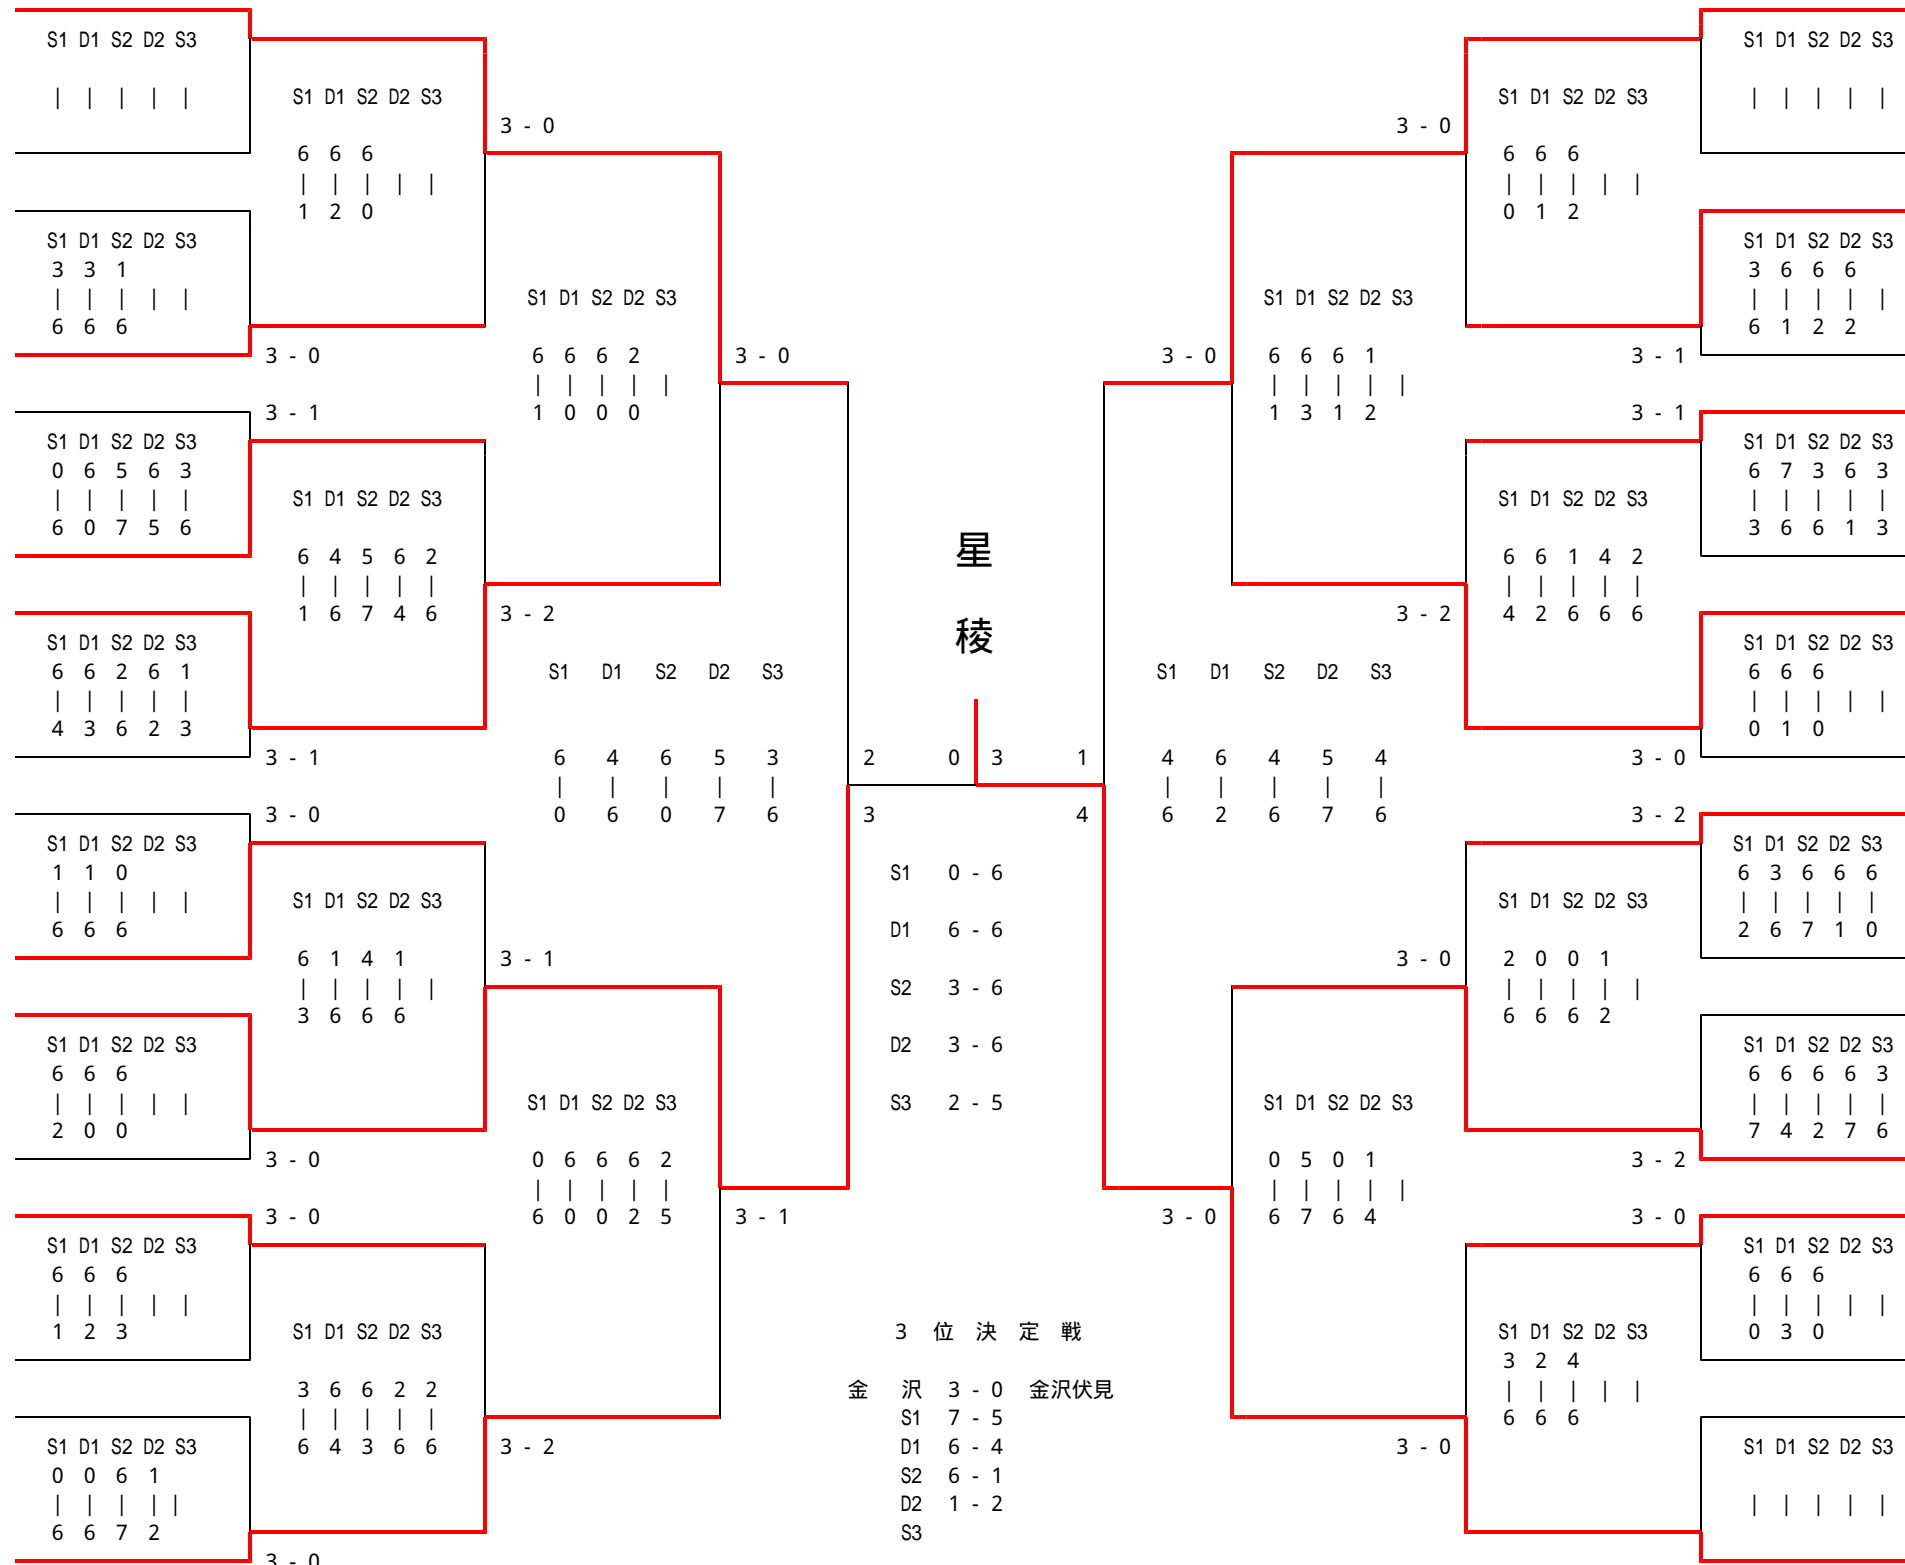 S1 D1 S2 D2 S3
| | | | |
S1 D1 S2 D2 S3
3 3 1
| | | | |
6 6 6
3 - 0
3 - 1
S1 D1 S2 D2 S3
0 6 5 6 3
| | | | |
6 0 7 5 6
S1 D1 S2 D2 S3
6 6 2 6 1
| | | | |
4 3 6 2 3
3 - 1
3 - 0
S1 D1 S2 D2 S3
1 1 0
| | | | |
6 6 6
S1 D1 S2 D2 S3
6 6 6
| | | | |
2 0 0
3 - 0
3 - 0
S1 D1 S2 D2 S3
6 6 6
| | | | |
1 2 3
S1 D1 S2 D2 S3
0 0 6 1
| | | | |
6 6 7 2
3 - 0
S1 D1 S2 D2 S3
6 6 6
| | | | |
1 2 0
3 - 0
S1 D1 S2 D2 S3
6 4 5 6 2
| | | | |
1 6 7 4 6
3 - 2
S1 D1 S2 D2 S3
6 1 4 1
| | | | |
3 6 6 6
3 - 1
S1 D1 S2 D2 S3
3 6 6 2 2
| | | | |
6 4 3 6 6
3 - 2
S1 D1 S2 D2 S3
6 6 6 2
| | | | |
1 0 0 0
3 - 0
S1 D1 S2 D2 S3
6 4 6 5 3
| | | | |
0 6 0 7 6
S1 D1 S2 D2 S3
0 6 6 6 2
| | | | |
6 0 0 2 5
3 - 1
星
稜
2 0 3 1
3 4
S1 0 - 6
D1 6 - 6
S2 3 - 6
D2 3 - 6
S3 2 - 5
3 位 決 定 戦
金 沢 3 - 0 金沢伏見
S1 7 - 5
D1 6 - 4
S2 6 - 1
D2 1 - 2
S3
3 - 0
S1 D1 S2 D2 S3
6 6 6 1
| | | | |
1 3 1 2
S1 D1 S2 D2 S3
4 6 4 5 4
| | | | |
6 2 6 7 6
S1 D1 S2 D2 S3
0 5 0 1
| | | | |
6 7 6 4
3 - 0
3 - 0
S1 D1 S2 D2 S3
6 6 6
| | | | |
0 1 2
S1 D1 S2 D2 S3
6 6 1 4 2
| | | | |
4 2 6 6 6
3 - 2
3 - 0
S1 D1 S2 D2 S3
2 0 0 1
| | | | |
6 6 6 2
S1 D1 S2 D2 S3
3 2 4
| | | | |
6 6 6
3 - 0
S1 D1 S2 D2 S3
| | | | |
S1 D1 S2 D2 S3
3 6 6 6
| | | | |
6 1 2 2
3 - 1
3 - 1
S1 D1 S2 D2 S3
6 7 3 6 3
| | | | |
3 6 6 1 3
S1 D1 S2 D2 S3
6 6 6
| | | | |
0 1 0
3 - 0
3 - 2
S1 D1 S2 D2 S3
6 3 6 6 6
| | | | |
2 6 7 1 0
S1 D1 S2 D2 S3
6 6 6 6 3
| | | | |
7 4 2 7 6
3 - 2
3 - 0
S1 D1 S2 D2 S3
6 6 6
| | | | |
0 3 0
S1 D1 S2 D2 S3
| | | | |